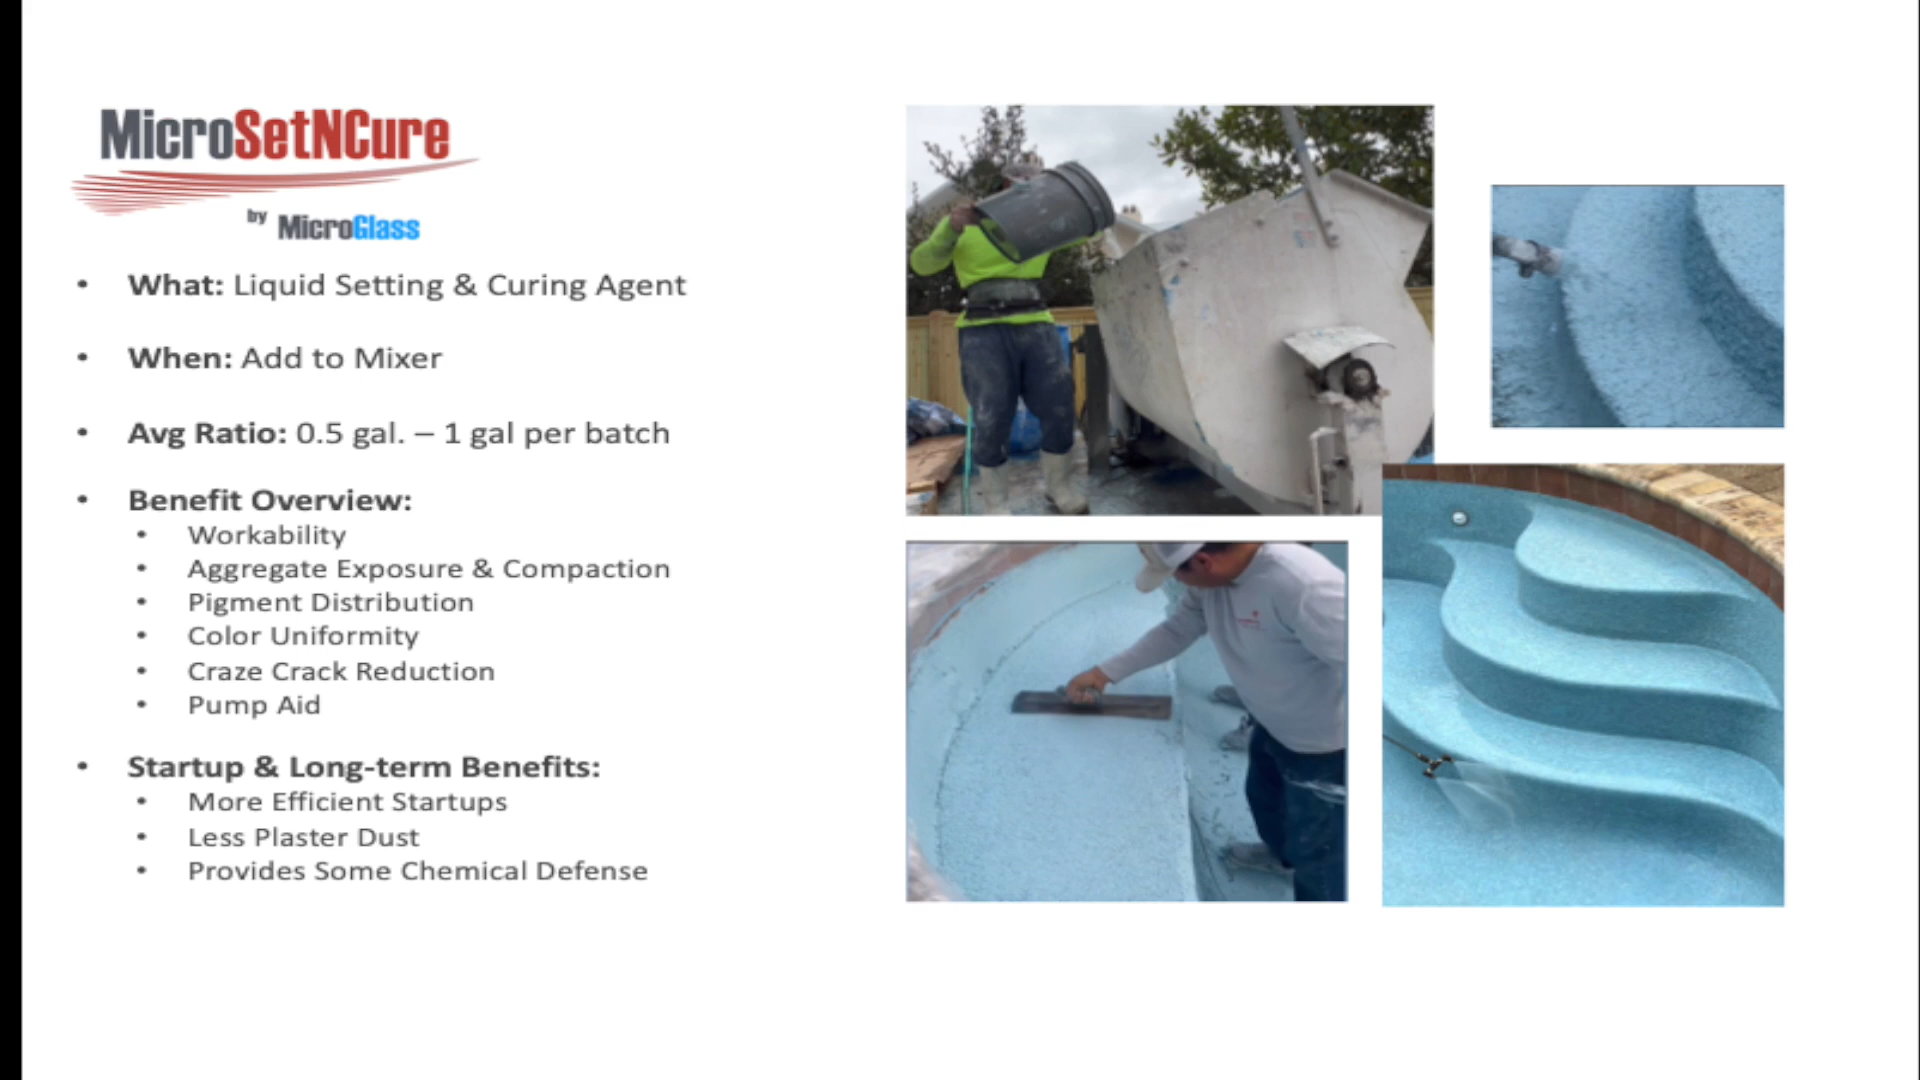 MicroSetNCure
by MicroGlass
• What: Liquid Setting & Curing Agent
• When: Add to Mixer
• Avg Ratio: 0.5 gal. – 1 gal per batch
• Benefit Overview:
• Workability
• Aggregate Exposure & Compaction
• Pigment Distribution
• Color Uniformity
• Craze Crack Reduction
• Pump Aid
• Startup & Long-term Benefits:
• More Efficient Startups
• Less Plaster Dust
• Provides Some Chemical Defense